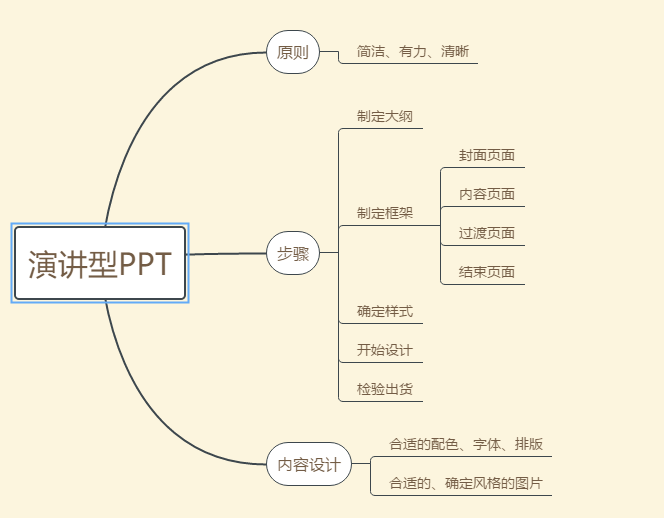 演讲型PPT
原则
简洁、有力、清晰
步骤
制定大纲
制定框架
封面页面
内容页面
过渡页面
结束页面
确定样式
开始设计
检验出货
内容设计
合适的配色、字体、排版
合适的、确定风格的图片